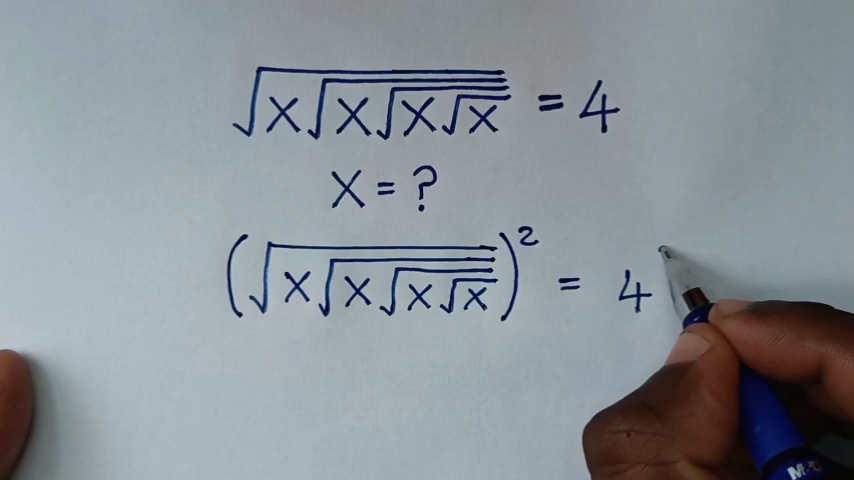 √x√x√x√x = 4
x = ?
(√x√x√x√x)² = 4